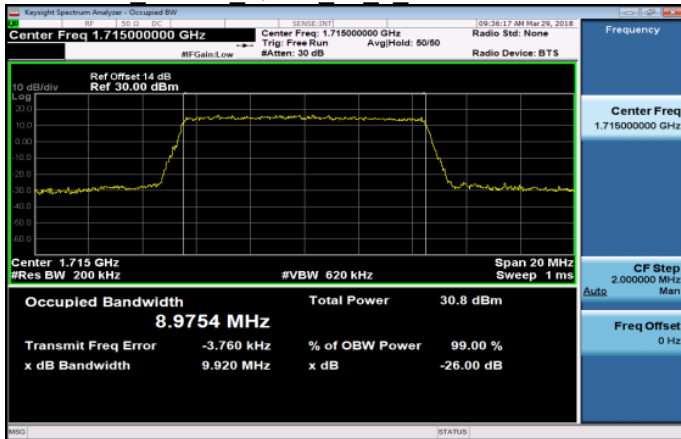 Keysight Spectrum Analyzer - Occupied BW
RF 50 Ω DC SENSE:INT 09:36:17 AM Mar 29, 2018
Center Freq 1.715000000 GHz Center Freq: 1.715000000 GHz Radio Std: None Frequency
Trig: Free Run Avg|Hold: 50/50
#IFGain:Low #Atten: 30 dB Radio Device: BTS
Ref Offset 14 dB
10 dB/div Ref 30.00 dBm
Log
20.0
10.0
0.00
-10.0
-20.0
-30.0
-40.0
-50.0
-60.0
Center Freq
1.715000000 GHz
Center 1.715 GHz Span 20 MHz
#Res BW 200 kHz #VBW 620 kHz Sweep 1 ms
CF Step
2.000000 MHz
Auto Man
Occupied Bandwidth Total Power 30.8 dBm
8.9754 MHz
Transmit Freq Error -3.760 kHz % of OBW Power 99.00 %
x dB Bandwidth 9.920 MHz x dB -26.00 dB
Freq Offset
0 Hz
MSG STATUS